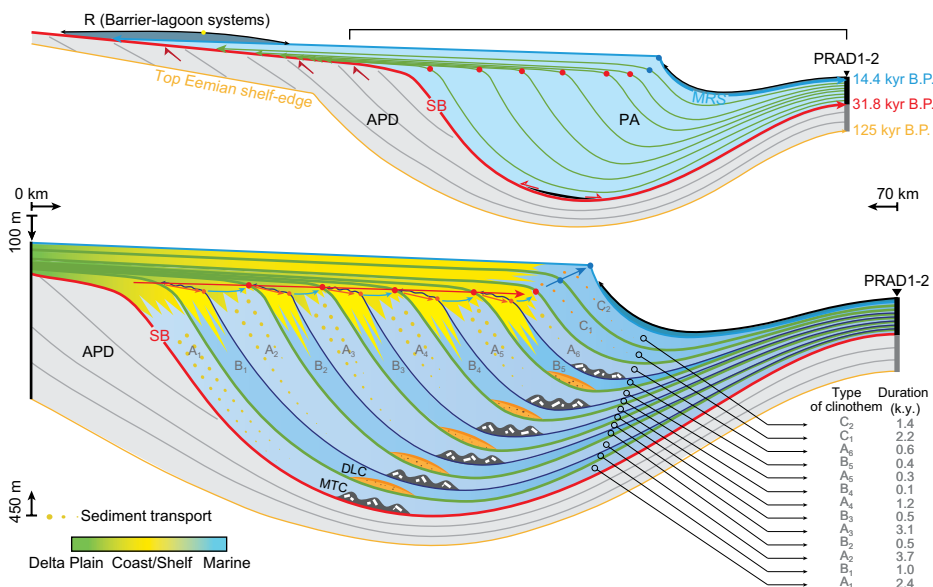 R (Barrier-lagoon systems)
PRAD1-2
14.4 kyr B.P.
Top Eemian shelf-edge
MRS
31.8 kyr B.P.
SB
APD
PA
125 kyr B.P.
0 km
70 km
100 m
PRAD1-2
C2
C1
SB
A1
A2
A3
A4
A5
A6
APD
B1
B2
B3
B4
B5
Type of clinothem
Duration (k.y.)
C2 1.4
C1 2.2
A6 0.6
B5 0.4
A5 0.3
B4 0.1
A4 1.2
B3 0.5
A3 3.1
B2 0.5
A2 3.7
B1 1.0
A1 2.4
DLC
MTC
450 m
Sediment transport
Delta Plain Coast/Shelf Marine